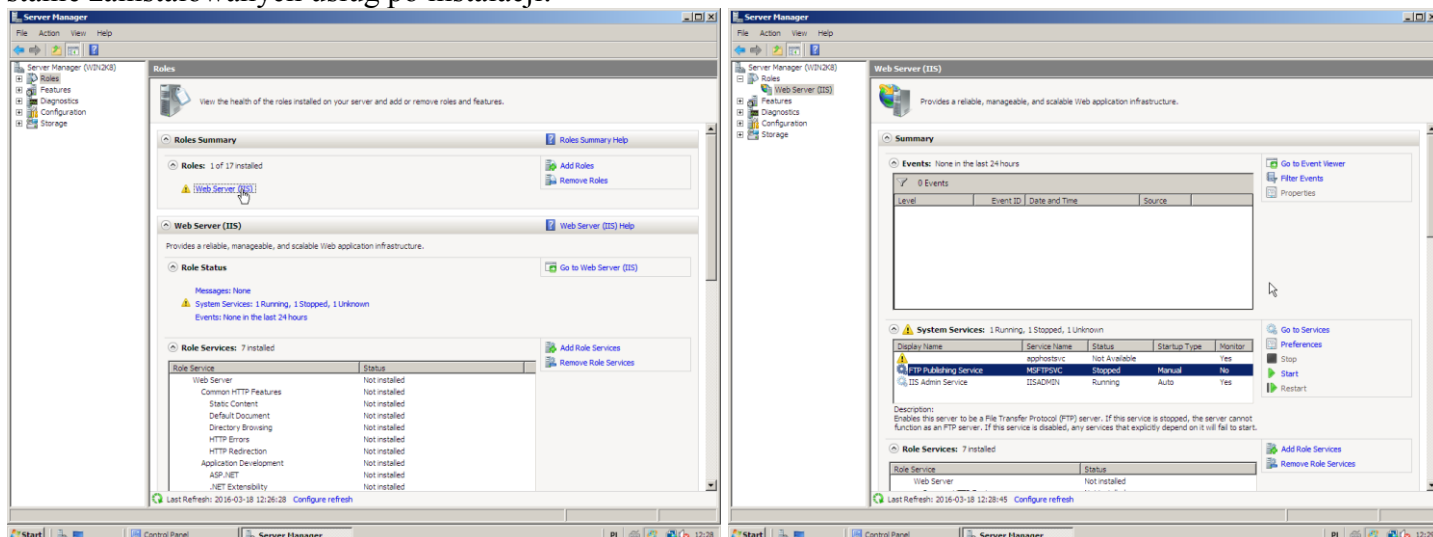 stanie zainstalowanych usług po instalacji.
Server Manager
File Action View Help
Server Manager (WIN2K8)
Roles
Features
Diagnostics
Configuration
Storage
Roles
View the health of the roles installed on your server and add or remove roles and features.
Roles Summary
Roles Summary Help
Roles: 1 of 17 installed
Add Roles
Remove Roles
Web Server (IIS)
Web Server (IIS)
Web Server (IIS) Help
Provides a reliable, manageable, and scalable Web application infrastructure.
Role Status
Go to Web Server (IIS)
Messages: None
System Services: 1 Running, 1 Stopped, 1 Unknown
Events: None in the last 24 hours
Role Services: 7 installed
Add Role Services
Remove Role Services
Role Service Status
Web Server Not installed
Common HTTP Features Not installed
Static Content Not installed
Default Document Not installed
Directory Browsing Not installed
HTTP Errors Not installed
HTTP Redirection Not installed
Application Development Not installed
ASP.NET Not installed
.NET Extensibility Not installed
Last Refresh: 2016-03-18 12:26:28 Configure refresh
Start Control Panel Server Manager PL 12:28
Server Manager
File Action View Help
Server Manager (WIN2K8)
Roles
Web Server (IIS)
Features
Diagnostics
Configuration
Storage
Web Server (IIS)
Provides a reliable, manageable, and scalable Web application infrastructure.
Summary
Events: None in the last 24 hours
Go to Event Viewer
Filter Events
Properties
0 Events
Level Event ID Date and Time Source
System Services: 1 Running, 1 Stopped, 1 Unknown
Go to Services
Preferences
Stop
Start
Restart
Display Name Service Name Status Startup Type Monitor
apphostsvc Not Available Yes
FTP Publishing Service MSFTPSVC Stopped Manual No
IIS Admin Service IISADMIN Running Auto Yes
Description:
Enables this server to be a File Transfer Protocol (FTP) server. If this service is stopped, the server cannot
function as an FTP server. If this service is disabled, any services that explicitly depend on it will fail to start.
Role Services: 7 installed
Add Role Services
Remove Role Services
Role Service Status
Web Server Not installed
Last Refresh: 2016-03-18 12:28:45 Configure refresh
Start Control Panel Server Manager PL